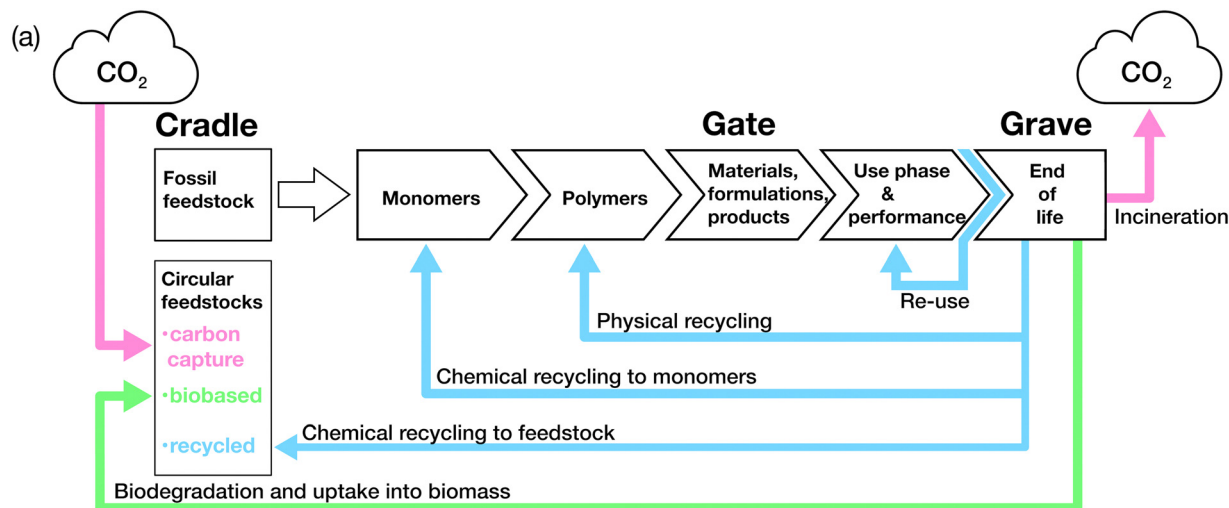 (a)
CO2
CO2
Cradle
Gate
Grave
Fossil
feedstock
Monomers
Polymers
Materials,
formulations,
products
Use phase
&
performance
End
of
life
Incineration
Circular
feedstocks
·carbon
capture
·biobased
·recycled
Re-use
Physical recycling
Chemical recycling to monomers
Chemical recycling to feedstock
Biodegradation and uptake into biomass